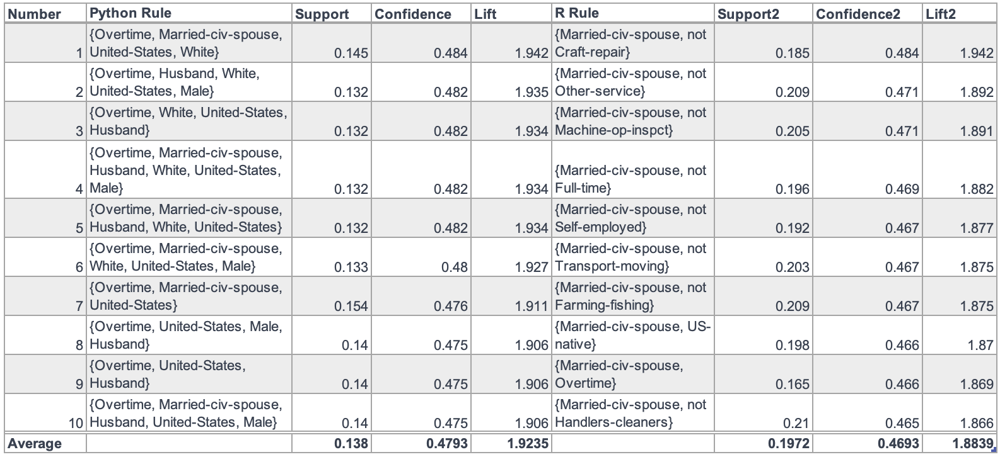 Number Python Rule Support Confidence Lift R Rule Support2 Confidence2 Lift2
{Overtime, Married-civ-spouse, {Married-civ-spouse, not
1 United-States, White} 0.145 0.484 1.942 Craft-repair} 0.185 0.484 1.942
{Overtime, Husband, White, {Married-civ-spouse, not
2 United-States, Male} 0.132 0.482 1.935 Other-service} 0.209 0.471 1.892
{Overtime, White, United-States, {Married-civ-spouse, not
3 Husband} 0.132 0.482 1.934 Machine-op-inspct} 0.205 0.471 1.891
{Overtime, Married-civ-spouse,
Husband, White, United-States, {Married-civ-spouse, not
4 Male} 0.132 0.482 1.934 Full-time} 0.196 0.469 1.882
{Overtime, Married-civ-spouse, {Married-civ-spouse, not
5 Husband, White, United-States} 0.132 0.482 1.934 Self-employed} 0.192 0.467 1.877
{Overtime, Married-civ-spouse, {Married-civ-spouse, not
6 White, United-States, Male} 0.133 0.48 1.927 Transport-moving} 0.203 0.467 1.875
{Overtime, Married-civ-spouse, {Married-civ-spouse, not
7 United-States} 0.154 0.476 1.911 Farming-fishing} 0.209 0.467 1.875
{Overtime, United-States, Male, {Married-civ-spouse, US-
8 Husband} 0.14 0.475 1.906 native} 0.198 0.466 1.87
{Overtime, United-States, {Married-civ-spouse,
9 Husband} 0.14 0.475 1.906 Overtime} 0.165 0.466 1.869
{Overtime, Married-civ-spouse, {Married-civ-spouse, not
10 Husband, United-States, Male} 0.14 0.475 1.906 Handlers-cleaners} 0.21 0.465 1.866
Average 0.138 0.4793 1.9235 0.1972 0.4693 1.8839